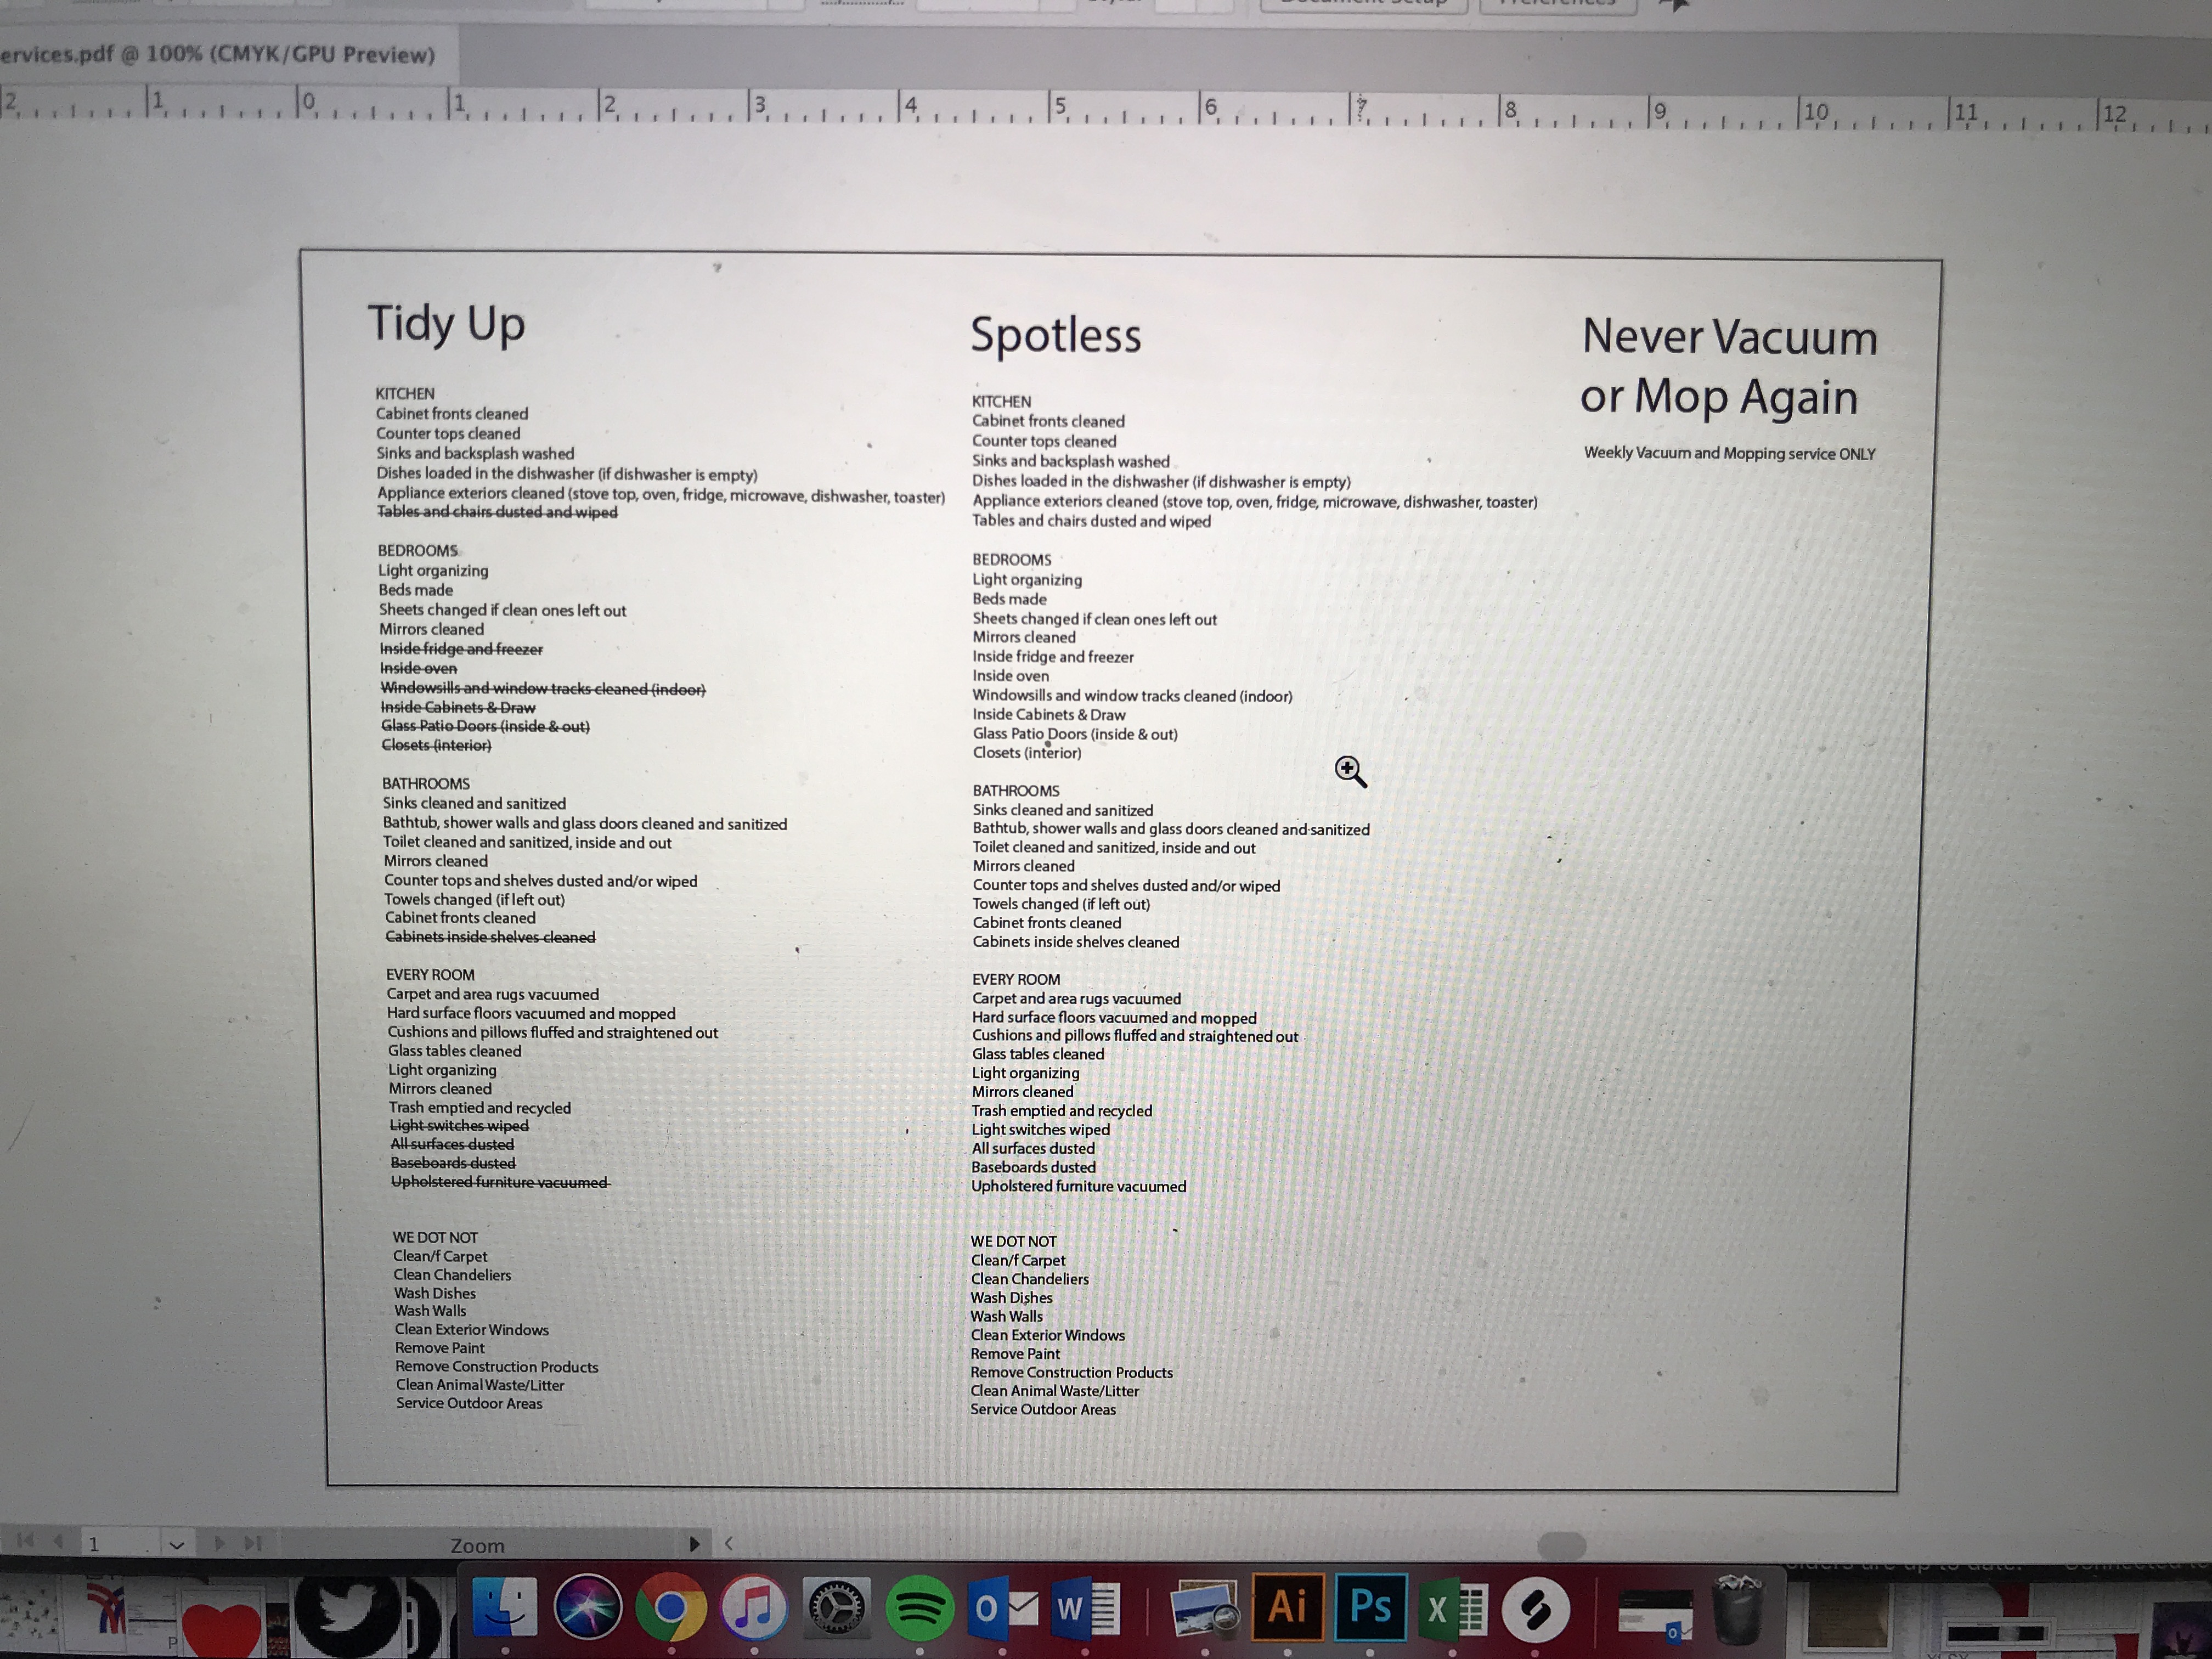 ervices.pdf @ 100% (CMYK/GPU Preview)
2 1 0 1 2 3 4 5 6 7 8 9 10 11 12
Tidy Up
KITCHEN
Cabinet fronts cleaned
Counter tops cleaned
Sinks and backsplash washed
Dishes loaded in the dishwasher (if dishwasher is empty)
Appliance exteriors cleaned (stove top, oven, fridge, microwave, dishwasher, toaster)
Tables and chairs dusted and wiped
BEDROOMS
Light organizing
Beds made
Sheets changed if clean ones left out
Mirrors cleaned
Inside fridge and freezer
Inside oven
Windowsills and window tracks cleaned (indoor)
Inside Cabinets & Draw
Glass Patio Doors (inside & out)
Closets (interior)
BATHROOMS
Sinks cleaned and sanitized
Bathtub, shower walls and glass doors cleaned and sanitized
Toilet cleaned and sanitized, inside and out
Mirrors cleaned
Counter tops and shelves dusted and/or wiped
Towels changed (if left out)
Cabinet fronts cleaned
Cabinets inside shelves cleaned
EVERY ROOM
Carpet and area rugs vacuumed
Hard surface floors vacuumed and mopped
Cushions and pillows fluffed and straightened out
Glass tables cleaned
Light organizing
Mirrors cleaned
Trash emptied and recycled
Light switches wiped
All surfaces dusted
Baseboards dusted
Upholstered furniture vacuumed
WE DOT NOT
Clean/f Carpet
Clean Chandeliers
Wash Dishes
Wash Walls
Clean Exterior Windows
Remove Paint
Remove Construction Products
Clean Animal Waste/Litter
Service Outdoor Areas
Spotless
KITCHEN
Cabinet fronts cleaned
Counter tops cleaned
Sinks and backsplash washed
Dishes loaded in the dishwasher (if dishwasher is empty)
Appliance exteriors cleaned (stove top, oven, fridge, microwave, dishwasher, toaster)
Tables and chairs dusted and wiped
BEDROOMS
Light organizing
Beds made
Sheets changed if clean ones left out
Mirrors cleaned
Inside fridge and freezer
Inside oven
Windowsills and window tracks cleaned (indoor)
Inside Cabinets & Draw
Glass Patio Doors (inside & out)
Closets (interior)
BATHROOMS
Sinks cleaned and sanitized
Bathtub, shower walls and glass doors cleaned and sanitized
Toilet cleaned and sanitized, inside and out
Mirrors cleaned
Counter tops and shelves dusted and/or wiped
Towels changed (if left out)
Cabinet fronts cleaned
Cabinets inside shelves cleaned
EVERY ROOM
Carpet and area rugs vacuumed
Hard surface floors vacuumed and mopped
Cushions and pillows fluffed and straightened out
Glass tables cleaned
Light organizing
Mirrors cleaned
Trash emptied and recycled
Light switches wiped
All surfaces dusted
Baseboards dusted
Upholstered furniture vacuumed
WE DOT NOT
Clean/f Carpet
Clean Chandeliers
Wash Dishes
Wash Walls
Clean Exterior Windows
Remove Paint
Remove Construction Products
Clean Animal Waste/Litter
Service Outdoor Areas
Never Vacuum
or Mop Again
Weekly Vacuum and Mopping service ONLY
1
Zoom
O
W
Ai
Ps
X